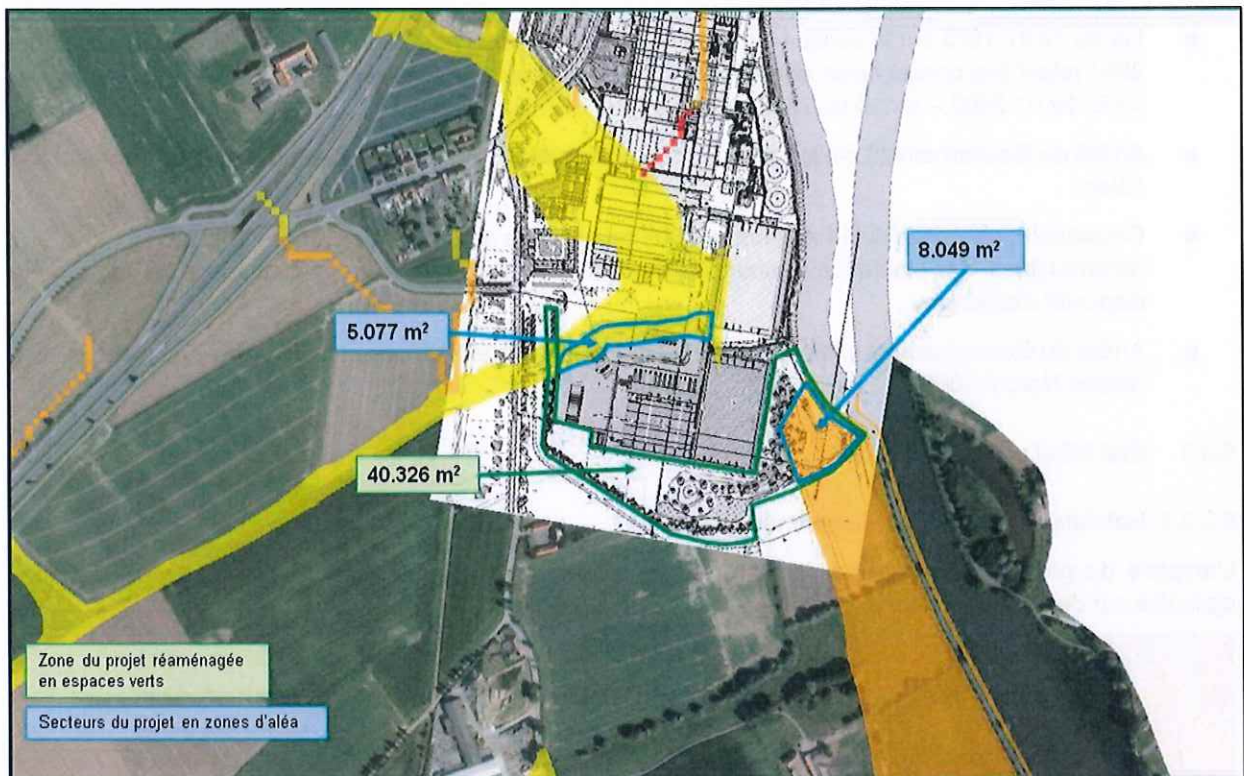 8.049 m²
5.077 m²
40.326 m²
Zone du projet réaménagée
en espaces verts
Secteurs du projet en zones d'aléa